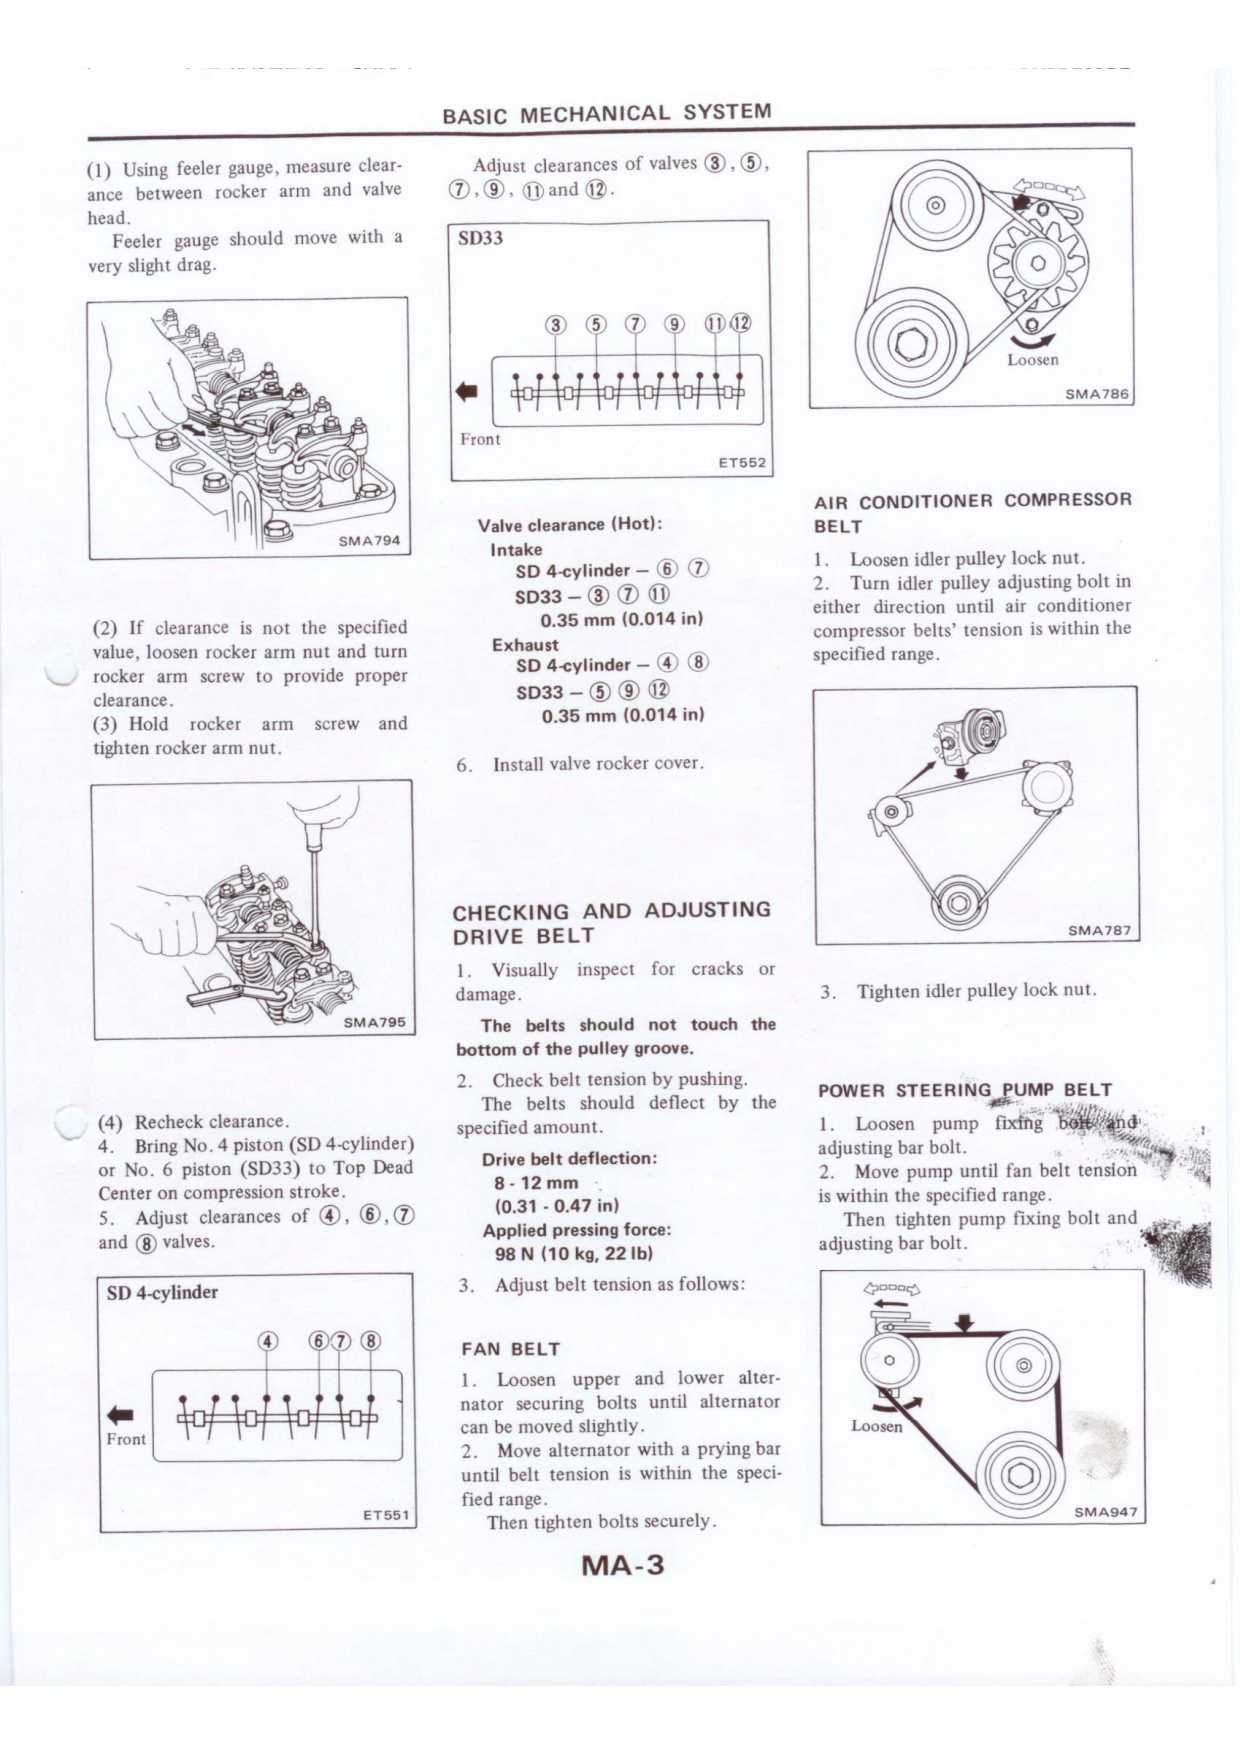 BASIC MECHANICAL SYSTEM
(1) Using feeler gauge, measure clear-
ance between rocker arm and valve
head.
Feeler gauge should move with a
very slight drag.
SMA794
(2) If clearance is not the specified
value, loosen rocker arm nut and turn
rocker arm screw to provide proper
clearance.
(3) Hold rocker arm screw and
tighten rocker arm nut.
SMA795
(4) Recheck clearance.
4. Bring No. 4 piston (SD 4-cylinder)
or No. 6 piston (SD33) to Top Dead
Center on compression stroke.
5. Adjust clearances of ④, ⑥, ⑦
and ⑧ valves.
SD 4-cylinder
④ ⑥ ⑦ ⑧
Front
ET551
Adjust clearances of valves ③, ⑤,
⑦, ⑨, ⑪ and ⑫.
SD33
③ ⑤ ⑦ ⑨ ⑪ ⑫
Front
ET552
Valve clearance (Hot):
Intake
SD 4-cylinder – ⑥ ⑦
SD33 – ③ ⑦ ⑪
0.35 mm (0.014 in)
Exhaust
SD 4-cylinder – ④ ⑧
SD33 – ⑤ ⑨ ⑫
0.35 mm (0.014 in)
6. Install valve rocker cover.
CHECKING AND ADJUSTING
DRIVE BELT
1. Visually inspect for cracks or
damage.
The belts should not touch the
bottom of the pulley groove.
2. Check belt tension by pushing.
The belts should deflect by the
specified amount.
Drive belt deflection:
8 - 12 mm
(0.31 - 0.47 in)
Applied pressing force:
98 N (10 kg, 22 lb)
3. Adjust belt tension as follows:
FAN BELT
1. Loosen upper and lower alter-
nator securing bolts until alternator
can be moved slightly.
2. Move alternator with a prying bar
until belt tension is within the speci-
fied range.
Then tighten bolts securely.
Loosen
SMA786
AIR CONDITIONER COMPRESSOR
BELT
1. Loosen idler pulley lock nut.
2. Turn idler pulley adjusting bolt in
either direction until air conditioner
compressor belts' tension is within the
specified range.
SMA787
3. Tighten idler pulley lock nut.
POWER STEERING PUMP BELT
1. Loosen pump fixing bolt and
adjusting bar bolt.
2. Move pump until fan belt tension
is within the specified range.
Then tighten pump fixing bolt and
adjusting bar bolt.
Loosen
SMA947
MA-3